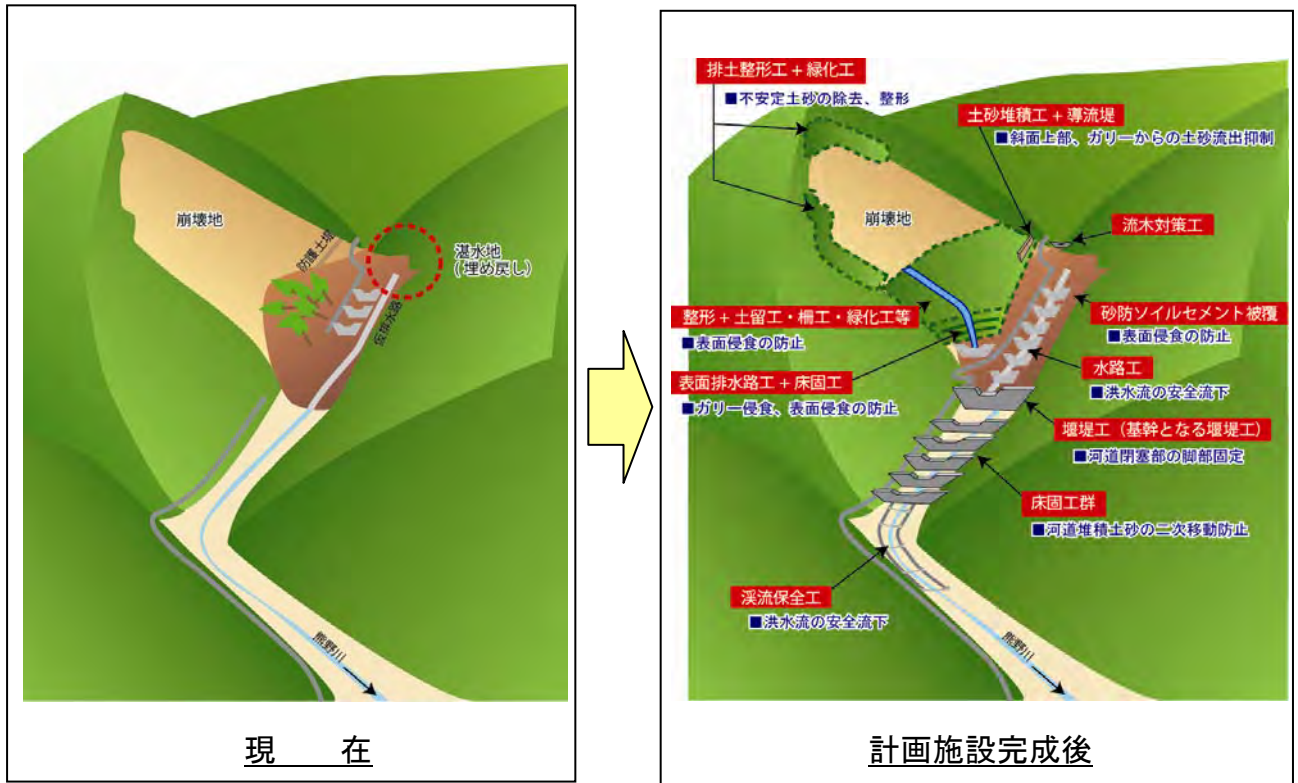 崩壊地
防護土堤
湛水地
(埋め戻し)
仮排水路
熊野川
現　在
排土整形工+緑化工
■不安定土砂の除去、整形
土砂堆積工+導流堤
■斜面上部、ガリーからの土砂流出抑制
崩壊地
流木対策工
整形+土留工・柵工・緑化工等
■表面侵食の防止
砂防ソイルセメント被覆
■表面侵食の防止
表面排水路工+床固工
■ガリー侵食、表面侵食の防止
水路工
■洪水流の安全流下
堰堤工（基幹となる堰堤工）
■河道閉塞部の脚部固定
床固工群
■河道堆積土砂の二次移動防止
渓流保全工
■洪水流の安全流下
熊野川
計画施設完成後